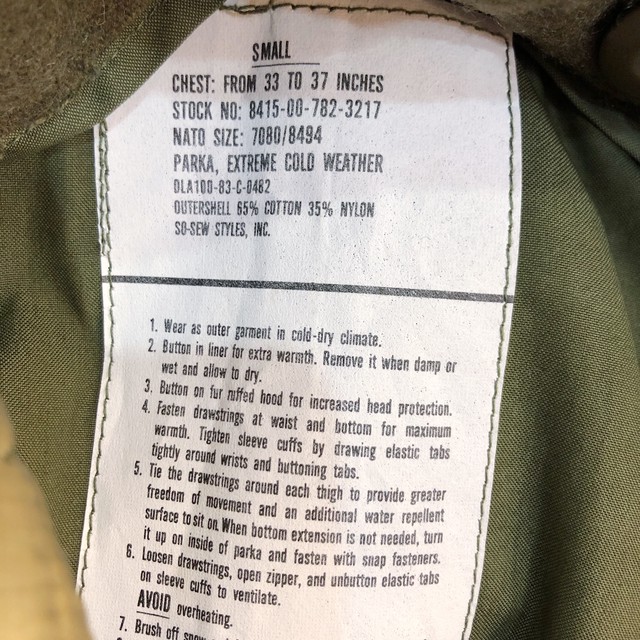 SMALL
CHEST: FROM 33 TO 37 INCHES
STOCK NO: 8415-00-782-3217
NATO SIZE: 7080/8494
PARKA, EXTREME COLD WEATHER
DLA100-83-C-0482
OUTERSHELL 65% COTTON 35% NYLON
SO-SEW STYLES, INC.
1. Wear as outer garment in cold-dry climate.
2. Button in liner for extra warmth. Remove it when damp or
wet and allow to dry.
3. Button on fur ruffed hood for increased head protection.
4. Fasten drawstrings at waist and bottom for maximum
warmth. Tighten sleeve cuffs by drawing elastic tabs
tightly around wrists and buttoning tabs.
5. Tie the drawstrings around each thigh to provide greater
freedom of movement and an additional water repellent
surface to sit on. When bottom extension is not needed, turn
it up on inside of parka and fasten with snap fasteners.
6. Loosen drawstrings, open zipper, and unbutton elastic tabs
on sleeve cuffs to ventilate.
AVOID overheating.
7. Brush off